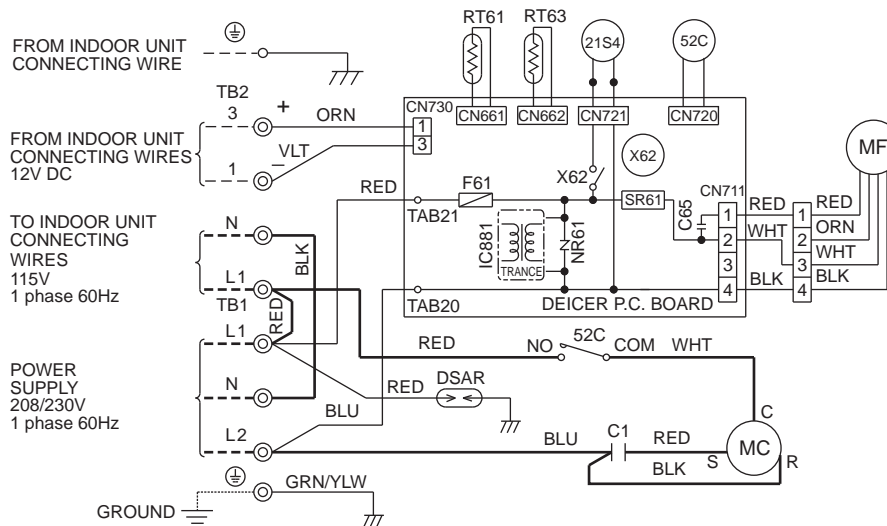 RT61
RT63
21S4
52C
FROM INDOOR UNIT
CONNECTING WIRE
TB2
3
+
ORN
CN730
1
3
CN661
CN662
CN721
CN720
FROM INDOOR UNIT
CONNECTING WIRES
12V DC
1
–
VLT
X62
X62
MF
RED
F61
TAB21
SR61
CN711
C65
1
2
3
4
RED
WHT
BLK
1
2
3
4
RED
ORN
WHT
BLK
IC881
TRANCE
NR61
TAB20
DEICER P.C. BOARD
TO INDOOR UNIT
CONNECTING
WIRES
115V
1 phase 60Hz
N
BLK
L1
TB1
RED
L1
RED
NO
52C
COM
WHT
POWER
SUPPLY
208/230V
1 phase 60Hz
N
RED
DSAR
BLU
L2
BLU
C1
RED
BLK
S
MC
C
R
GRN/YLW
GROUND